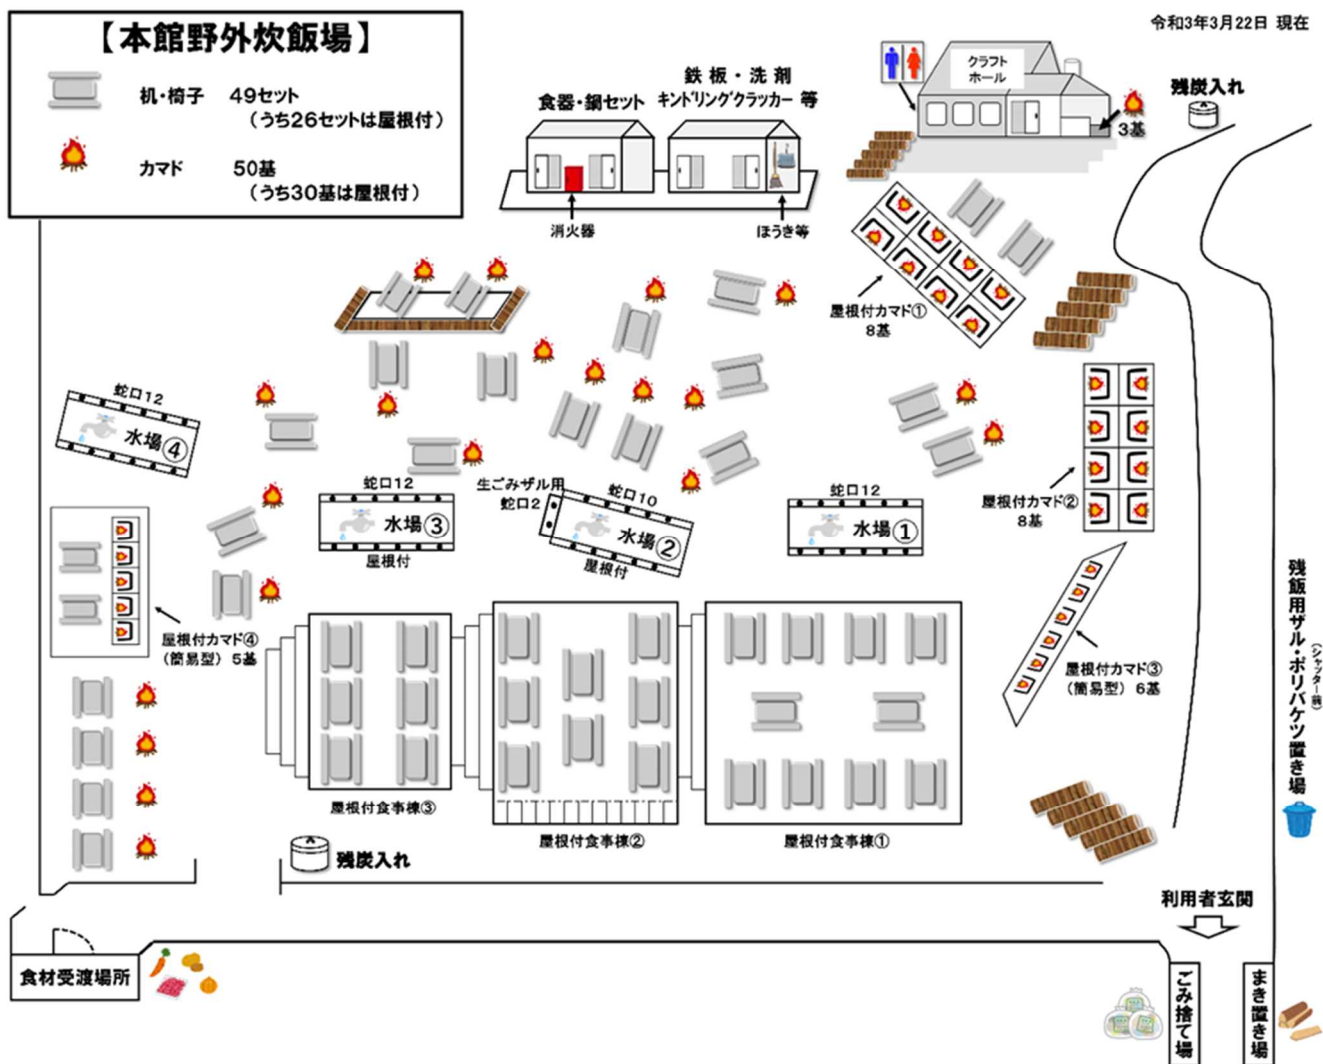 【本館野外炊飯場】
机・椅子 49セット
(うち26セットは屋根付)
カマド 50基
(うち30基は屋根付)
令和3年3月22日 現在
クラフト
ホール
3基
残炭入れ
食器・鍋セット
鉄板・洗剤
キンドリングクラッカー 等
消火器
ほうき等
屋根付カマド①
8基
蛇口12
水場④
蛇口12
水場③
屋根付
生ごみザル用
蛇口2
蛇口10
水場②
屋根付
蛇口12
水場①
屋根付カマド②
8基
屋根付カマド④
(簡易型) 5基
屋根付カマド③
(簡易型) 6基
残飯用ザル・ポリバケツ置き場
(シャッター前)
屋根付食事棟③
屋根付食事棟②
屋根付食事棟①
残炭入れ
利用者玄関
食材受渡場所
ごみ捨て場
まき置き場